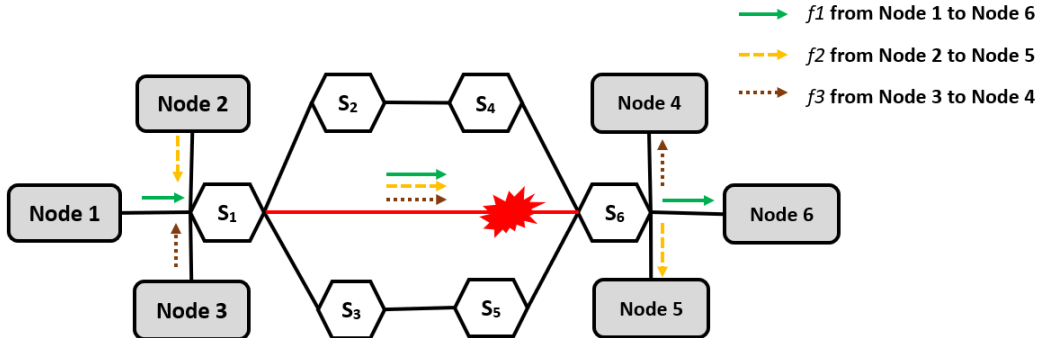 f1 from Node 1 to Node 6
f2 from Node 2 to Node 5
f3 from Node 3 to Node 4
Node 2
S2
S4
Node 4
Node 1
S1
S6
Node 6
Node 3
S3
S5
Node 5